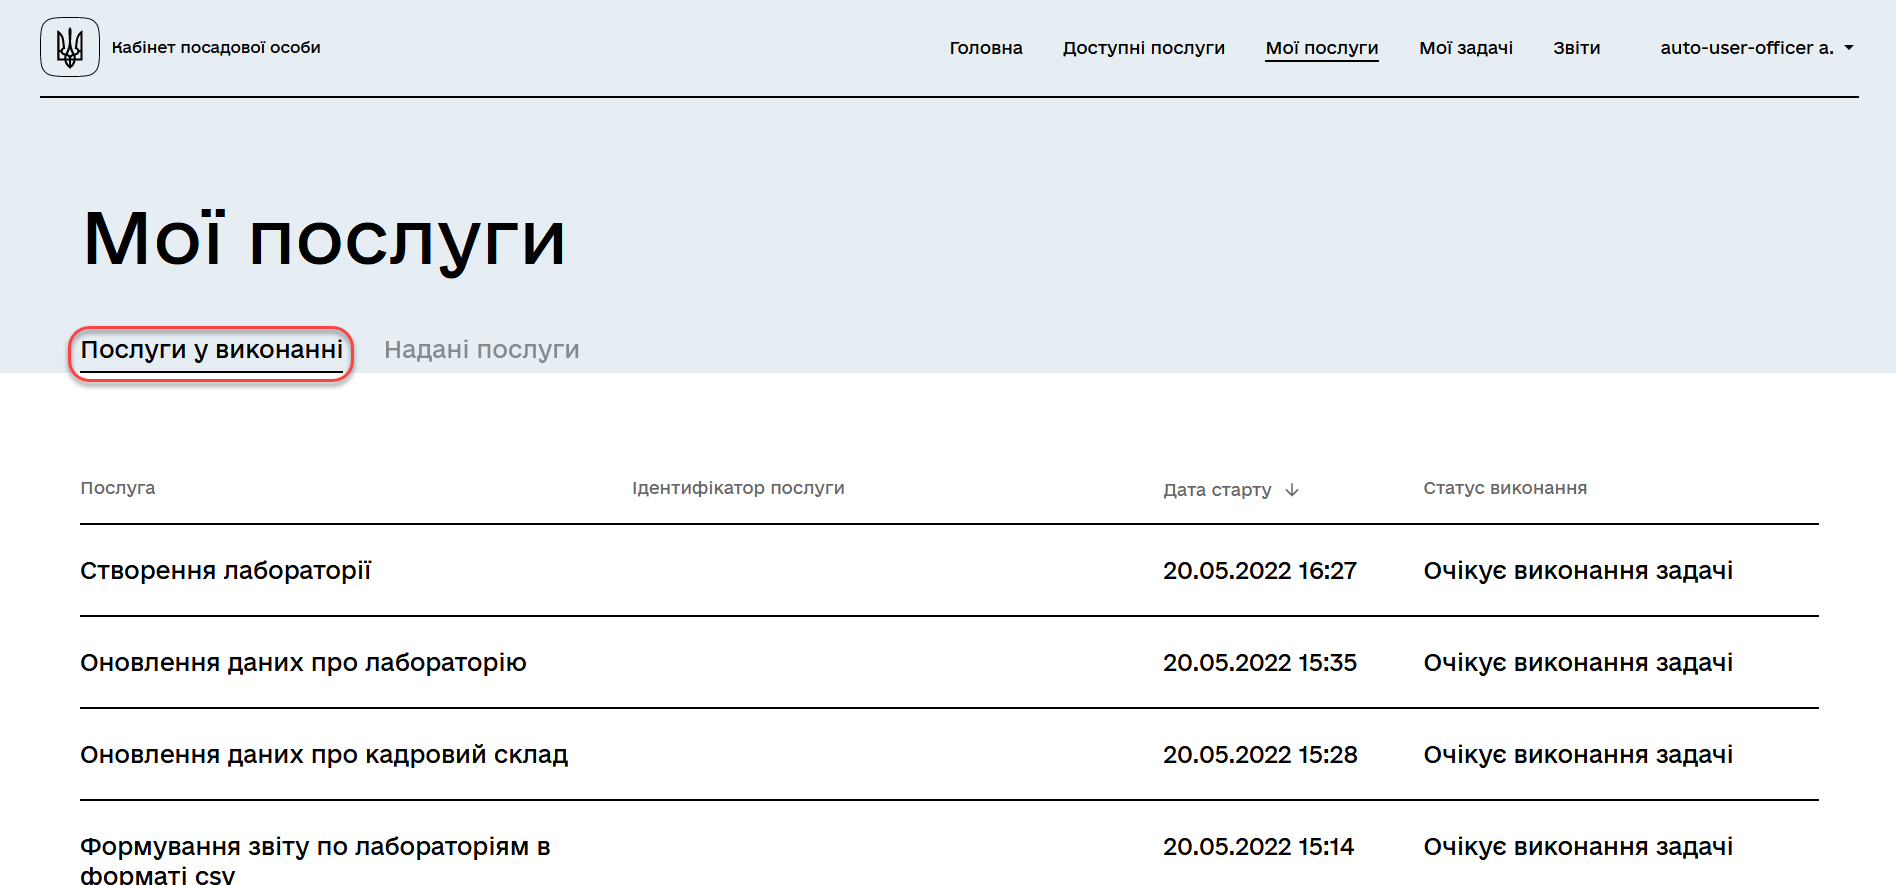 Кабінет посадової особи
Головна Доступні послуги Мої послуги Мої задачі Звіти auto-user-officer a.
Мої послуги
Послуги у виконанні Надані послуги
Послуга Ідентифікатор послуги Дата старту Статус виконання
Створення лабораторії 20.05.2022 16:27 Очікує виконання задачі
Оновлення даних про лабораторію 20.05.2022 15:35 Очікує виконання задачі
Оновлення даних про кадровий склад 20.05.2022 15:28 Очікує виконання задачі
Формування звіту по лабораторіям в 20.05.2022 15:14 Очікує виконання задачі
форматі csv